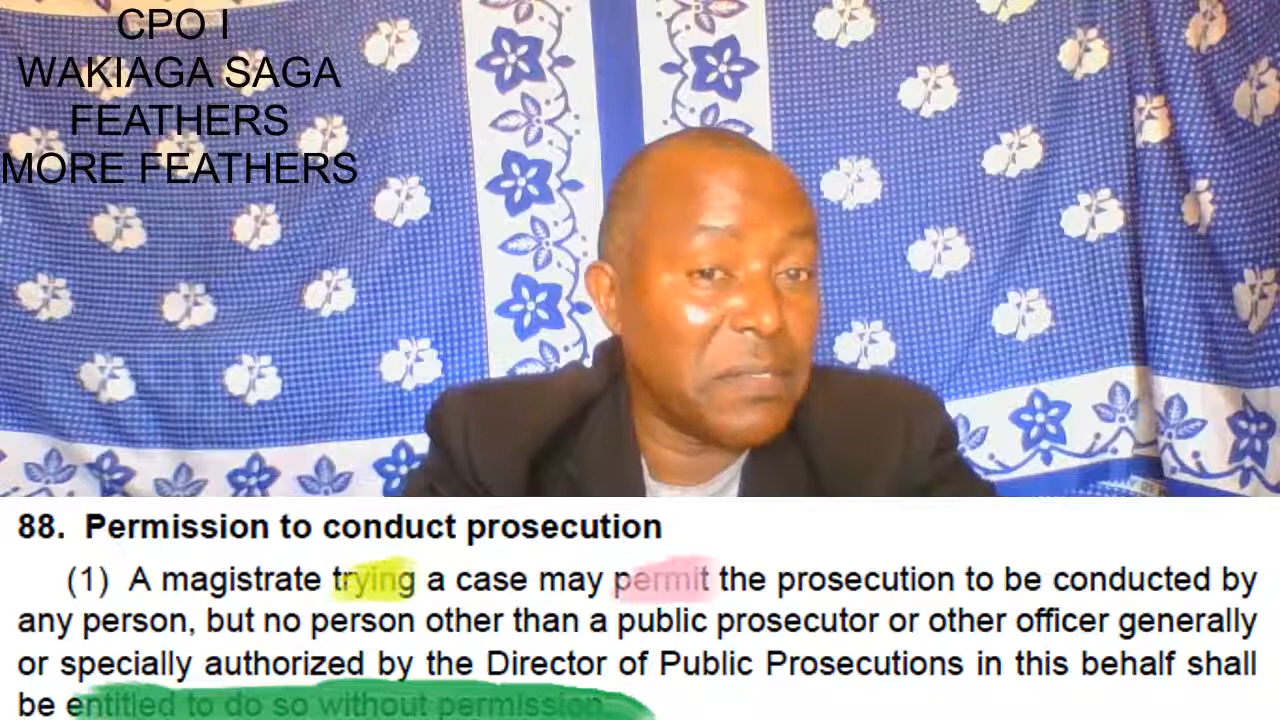 CPO I
WAKIAGA SAGA
FEATHERS
MORE FEATHERS
88. Permission to conduct prosecution
(1) A magistrate trying a case may permit the prosecution to be conducted by
any person, but no person other than a public prosecutor or other officer generally
or specially authorized by the Director of Public Prosecutions in this behalf shall
be entitled to do so without permission.